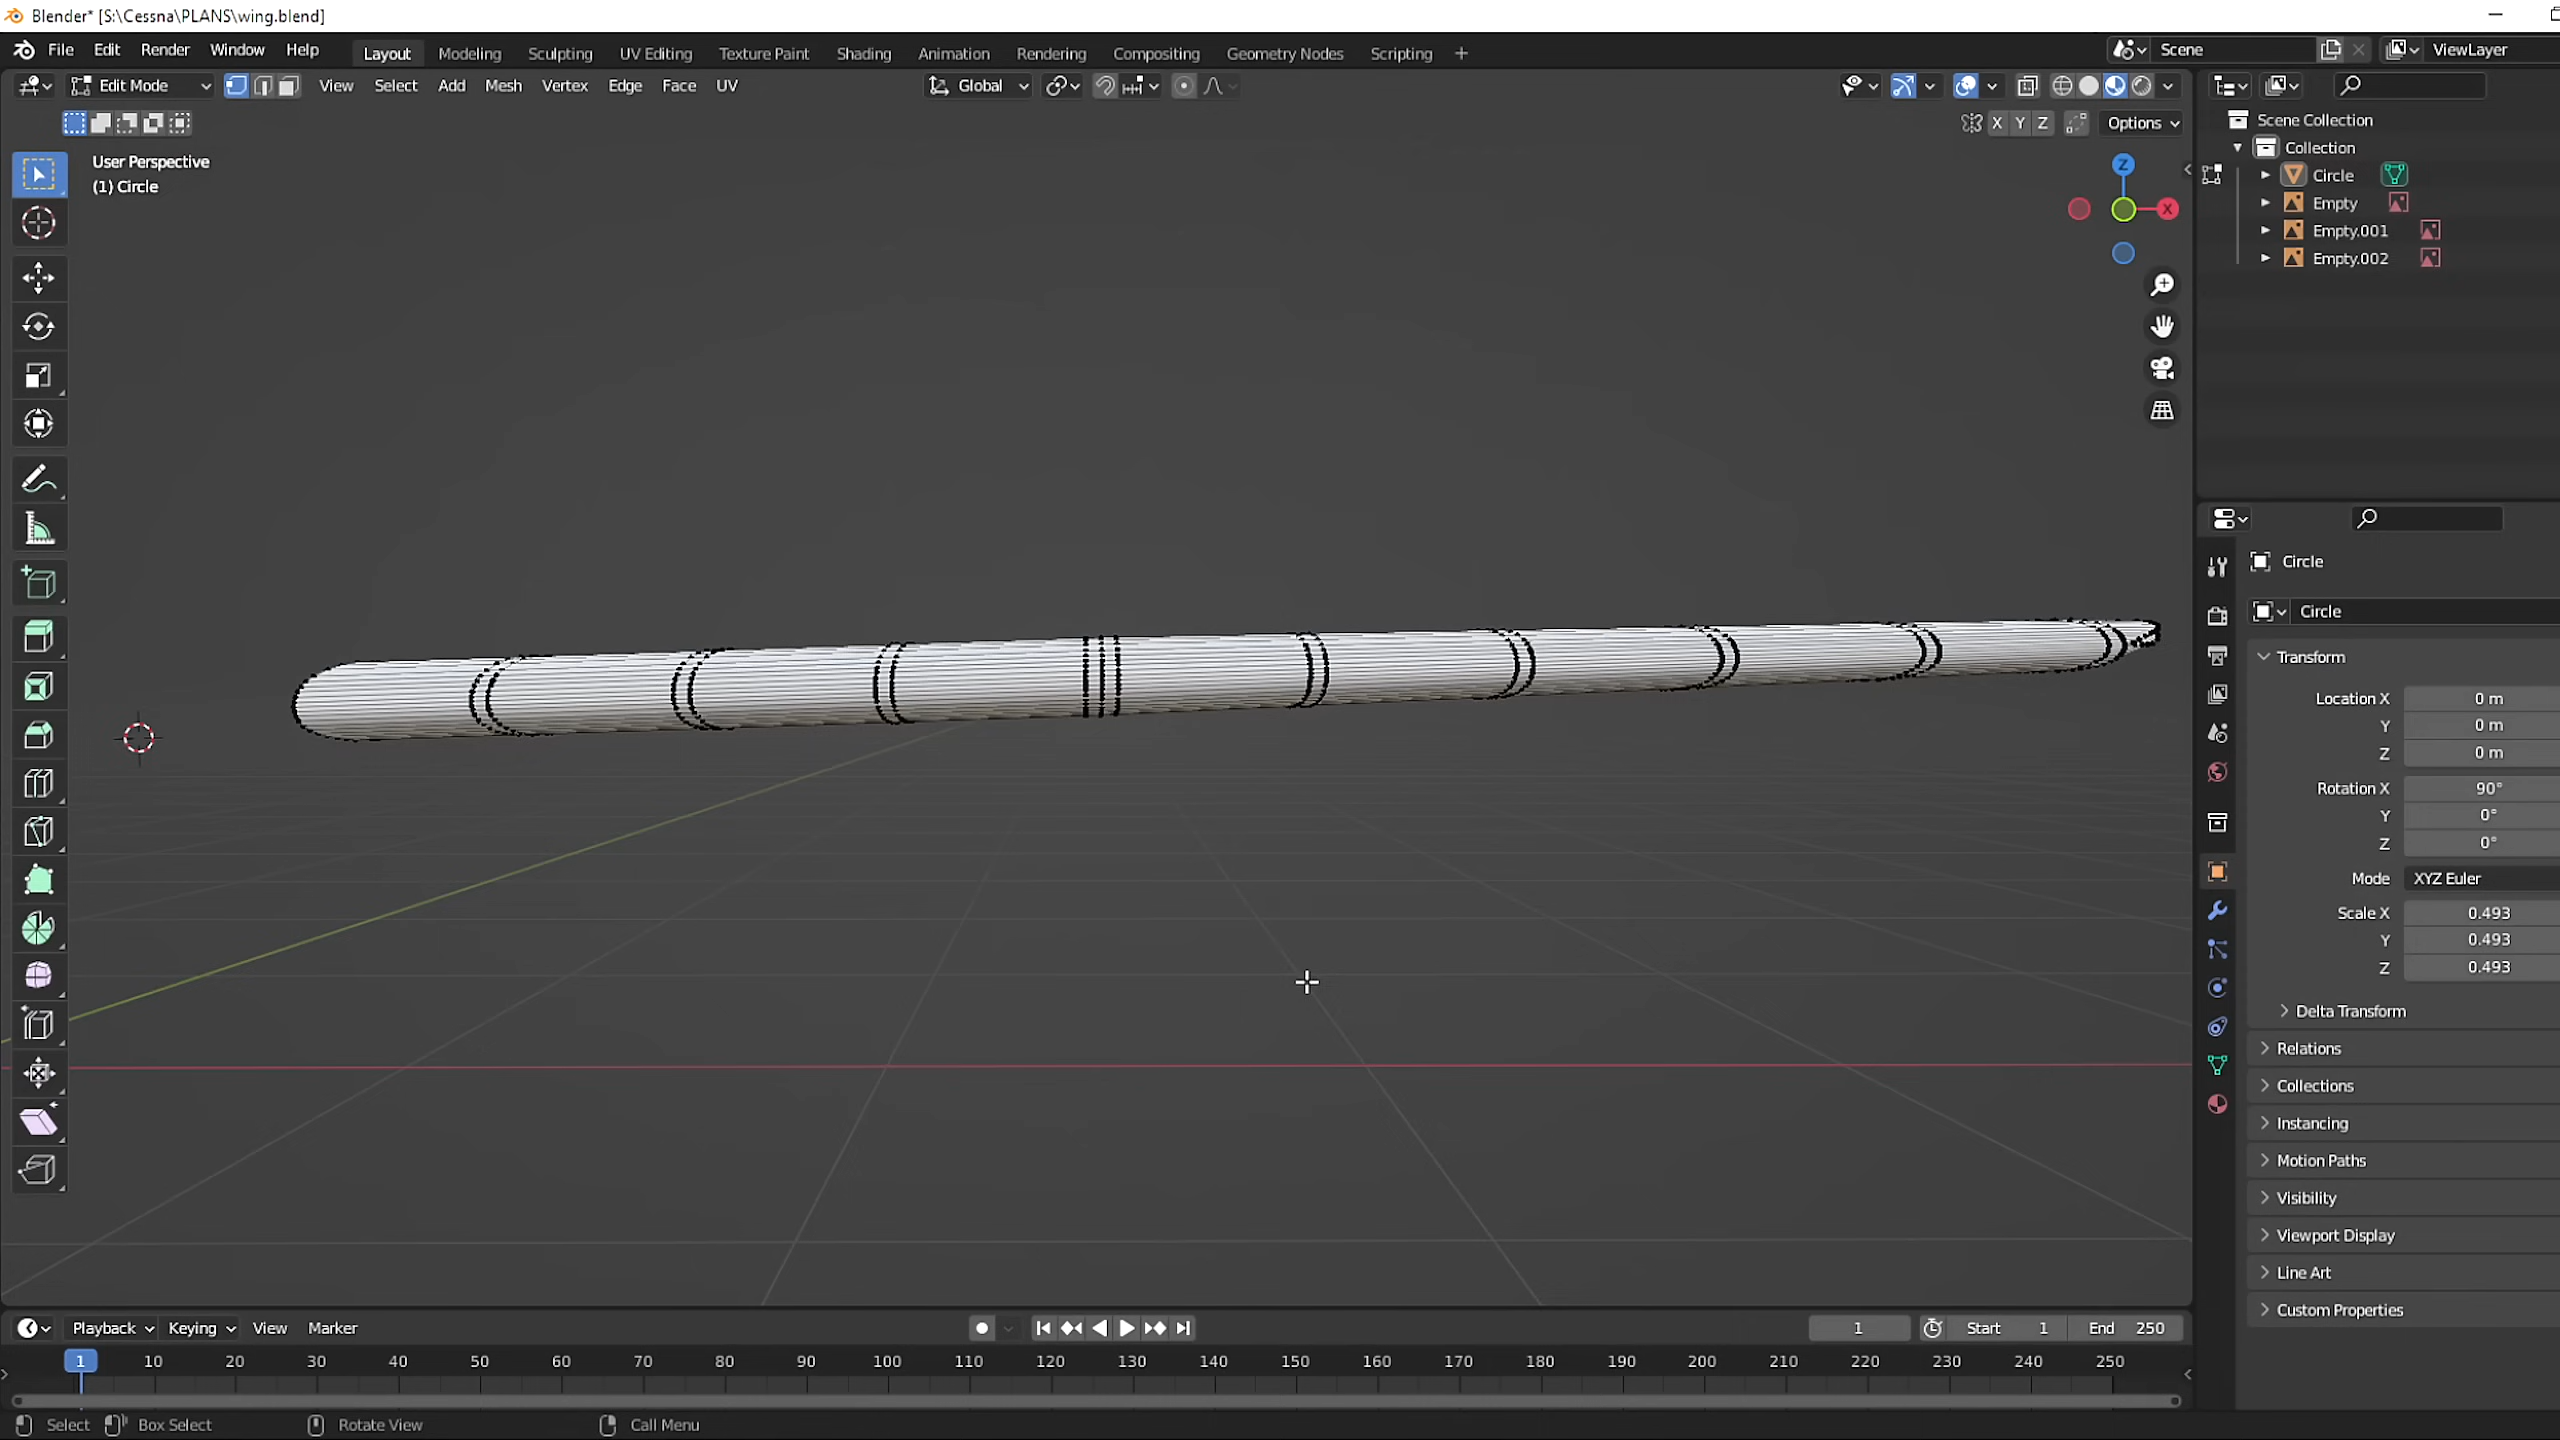 Blender* [S:\Cessna\PLANS\wing.blend]
File Edit Render Window Help Layout Modeling Sculpting UV Editing Texture Paint Shading Animation Rendering Compositing Geometry Nodes Scripting + Scene ViewLayer
Edit Mode View Select Add Mesh Vertex Edge Face UV Global
X Y Z Options
User Perspective
(1) Circle
Z
X
Scene Collection
Collection
Circle
Empty
Empty.001
Empty.002
Circle
Circle
Transform
Location X 0 m
Y 0 m
Z 0 m
Rotation X 90°
Y 0°
Z 0°
Mode XYZ Euler
Scale X 0.493
Y 0.493
Z 0.493
Delta Transform
Relations
Collections
Instancing
Motion Paths
Visibility
Viewport Display
Line Art
Custom Properties
Playback Keying View Marker 1 Start 1 End 250
1 10 20 30 40 50 60 70 80 90 100 110 120 130 140 150 160 170 180 190 200 210 220 230 240 250
Select Box Select Rotate View Call Menu